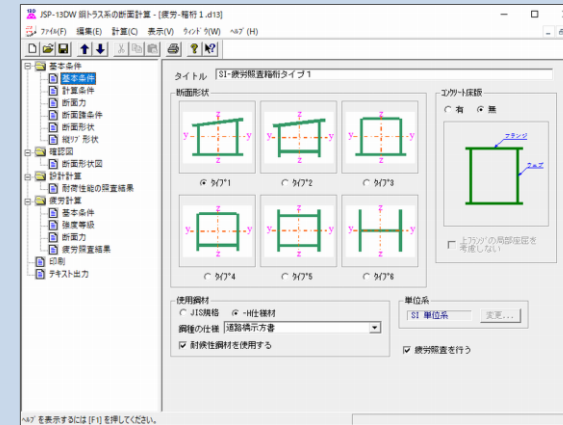 JSP-13DW 鋼トラス系の断面計算 - [疲労-箱桁 1.d13]
ファイル(F) 編集(E) 計算(C) 表示(V) ウィンドウ(W) ヘルプ(H)
基本条件
基本条件
計算条件
断面力
断面諸条件
断面形状
縦リブ形状
確認図
断面形状図
設計計算
耐荷性能の照査結果
疲労計算
基本条件
強度等級
断面力
疲労照査結果
印刷
テキスト出力
タイトル SI-疲労照査箱桁タイプ1
断面形状
z
y y
z
z
y y
z
z
y y
z
タイプ1 タイプ2 タイプ3
z
y y
z
z
y y
z
z
y y
z
タイプ4 タイプ5 タイプ6
コンクリート床版
有 無
フランジ
ウェブ
上フランジの局部座屈を
考慮しない
使用鋼材
JIS規格 -H仕様材
鋼種の仕様 道路橋示方書
耐候性鋼材を使用する
単位系
SI 単位系 変更...
疲労照査を行う
ヘルプを表示するには [F1] を押してください。